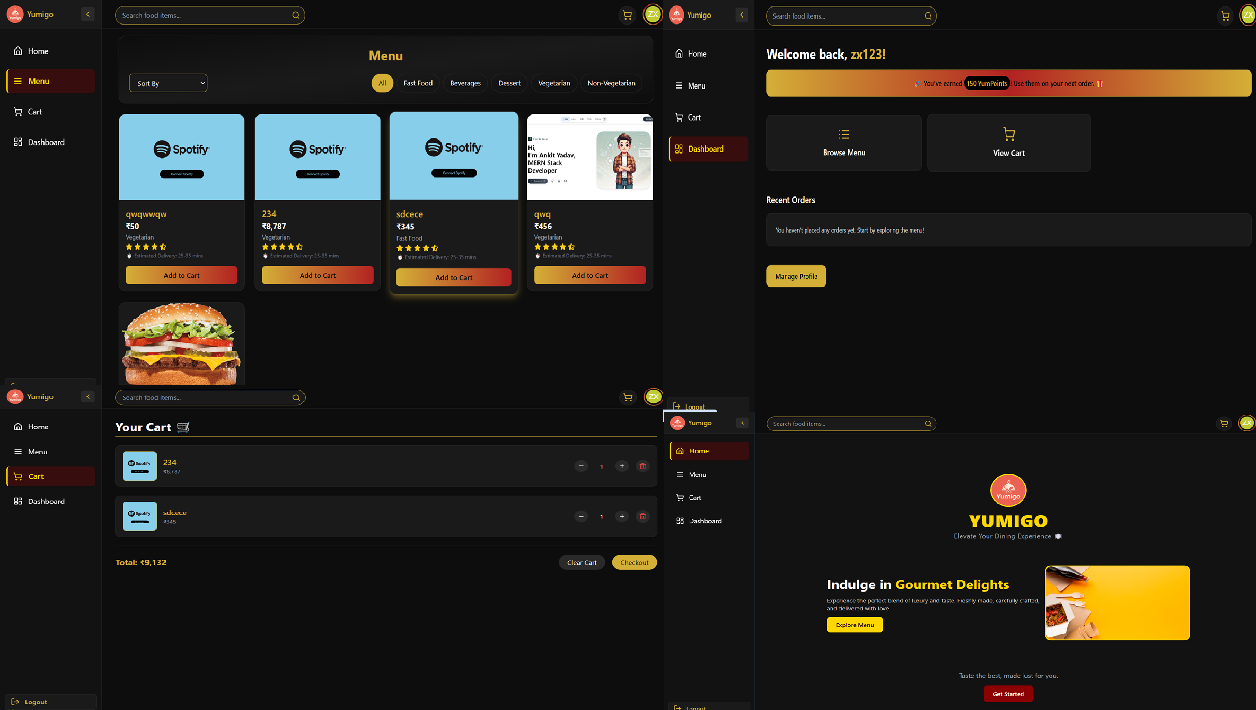 Yumigo
Search food items...
ZX
Home
Menu
Cart
Dashboard
Menu
Sort By
All
Fast Food
Beverages
Dessert
Vegetarian
Non-Vegetarian
Spotify
qwqwwqw
₹50
Vegetarian
Estimated Delivery: 25-35 mins
Add to Cart
Spotify
234
₹8,787
Vegetarian
Estimated Delivery: 25-35 mins
Add to Cart
Spotify
sdcece
₹345
Fast Food
Estimated Delivery: 25-35 mins
Add to Cart
Hi,
I'm Ankit Yadav,
MERN Stack
Developer
qwq
₹456
Vegetarian
Estimated Delivery: 25-35 mins
Add to Cart
Yumigo
Search food items...
ZX
Home
Menu
Cart
Dashboard
Logout
Welcome back, zx123!
You've earned 150 YumPoints! Use them on your next order.
Browse Menu
View Cart
Recent Orders
You haven't placed any orders yet. Start by exploring the menu!
Manage Profile
Yumigo
Search food items...
ZX
Home
Menu
Cart
Dashboard
Logout
Your Cart
Spotify
234
₹8,787
1
Spotify
sdcece
₹345
1
Total: ₹9,132
Clear Cart
Checkout
Yumigo
Search food items...
ZX
Home
Menu
Cart
Dashboard
Logout
Yumigo
YUMIGO
Elevate Your Dining Experience
Indulge in Gourmet Delights
Experience the perfect blend of luxury and taste. Freshly made, carefully crafted,
and delivered with love.
Explore Menu
Taste the best, made just for you.
Get Started